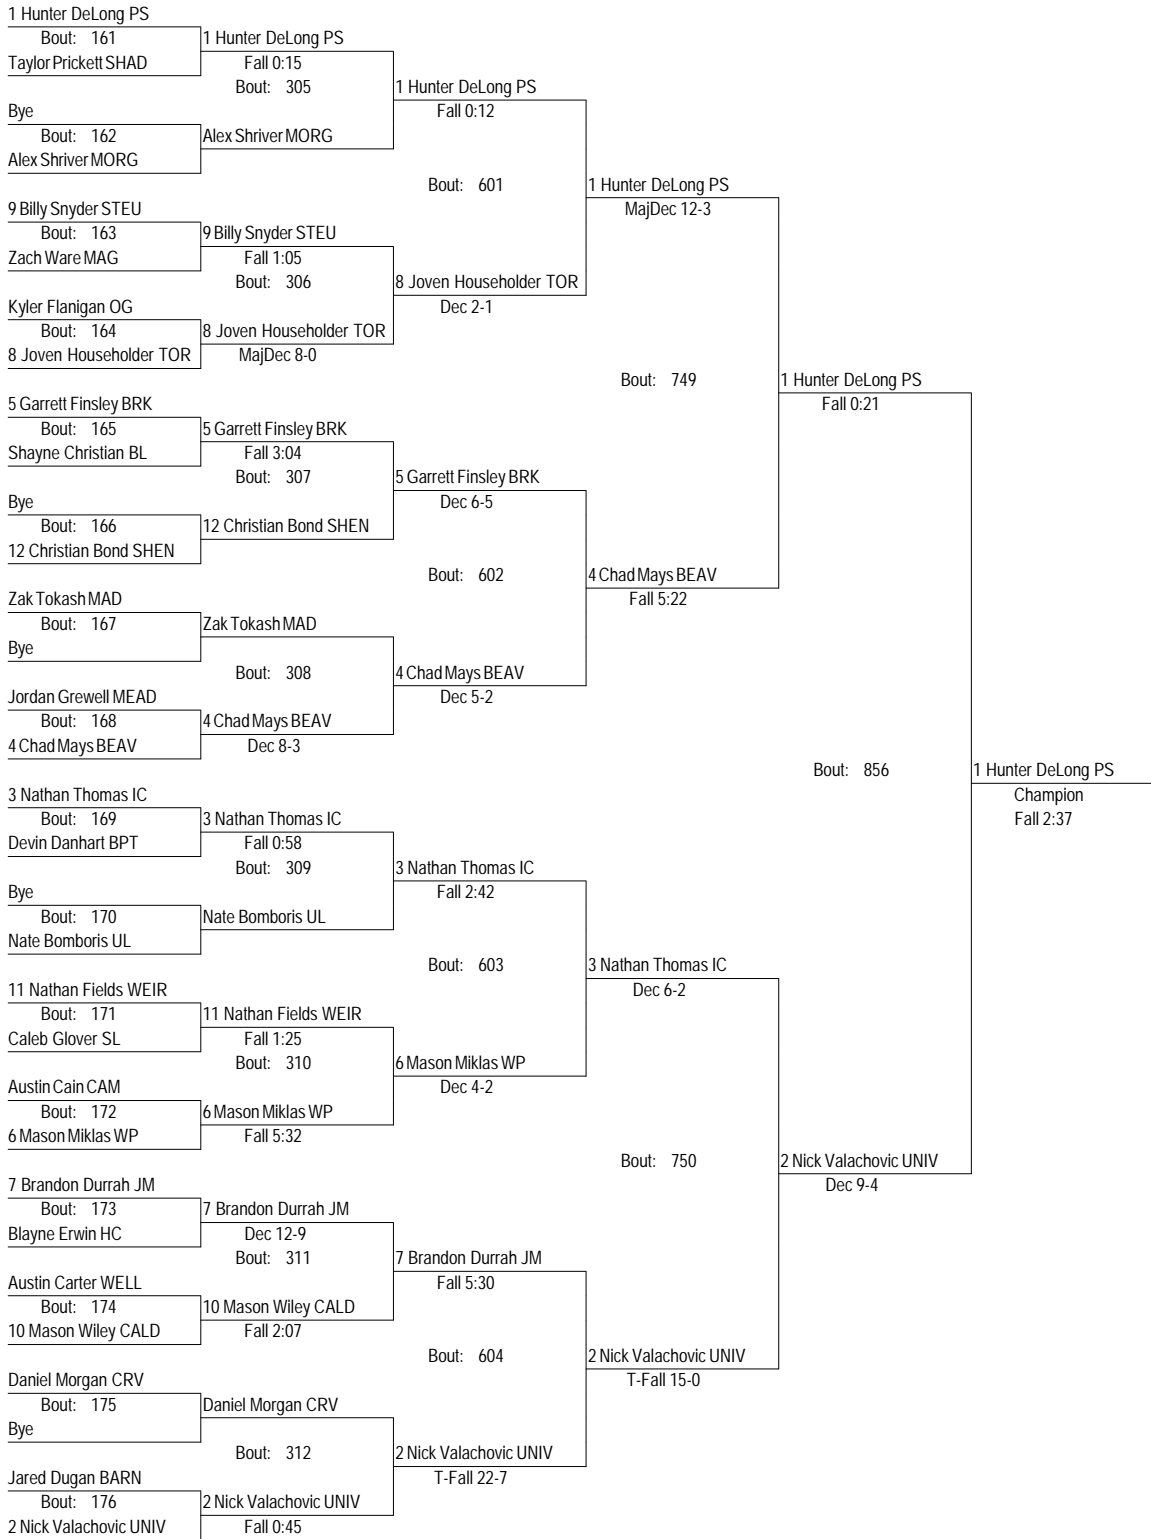 1 Hunter DeLong PS
Bout: 161
Taylor Prickett SHAD
Bye
Bout: 162
Alex Shriver MORG
9 Billy Snyder STEU
Bout: 163
Zach Ware MAG
Kyler Flanigan OG
Bout: 164
8 Joven Householder TOR
5 Garrett Finsley BRK
Bout: 165
Shayne Christian BL
Bye
Bout: 166
12 Christian Bond SHEN
Zak Tokash MAD
Bout: 167
Bye
Jordan Grewell MEAD
Bout: 168
4 Chad Mays BEAV
3 Nathan Thomas IC
Bout: 169
Devin Danhart BPT
Bye
Bout: 170
Nate Bomboris UL
11 Nathan Fields WEIR
Bout: 171
Caleb Glover SL
Austin Cain CAM
Bout: 172
6 Mason Miklas WP
7 Brandon Durrah JM
Bout: 173
Blayne Erwin HC
Austin Carter WELL
Bout: 174
10 Mason Wiley CALD
Daniel Morgan CRV
Bout: 175
Bye
Jared Dugan BARN
Bout: 176
2 Nick Valachovic UNIV
1 Hunter DeLong PS
Fall 0:15
Bout: 305
Alex Shriver MORG
9 Billy Snyder STEU
Fall 1:05
Bout: 306
8 Joven Householder TOR
MajDec 8-0
5 Garrett Finsley BRK
Fall 3:04
Bout: 307
12 Christian Bond SHEN
Zak Tokash MAD
Bout: 308
4 Chad Mays BEAV
Dec 8-3
3 Nathan Thomas IC
Fall 0:58
Bout: 309
Nate Bomboris UL
11 Nathan Fields WEIR
Fall 1:25
Bout: 310
6 Mason Miklas WP
Fall 5:32
7 Brandon Durrah JM
Dec 12-9
Bout: 311
10 Mason Wiley CALD
Fall 2:07
Daniel Morgan CRV
Bout: 312
2 Nick Valachovic UNIV
Fall 0:45
1 Hunter DeLong PS
Fall 0:12
Bout: 601
8 Joven Householder TOR
Dec 2-1
5 Garrett Finsley BRK
Dec 6-5
Bout: 602
4 Chad Mays BEAV
Dec 5-2
3 Nathan Thomas IC
Fall 2:42
Bout: 603
6 Mason Miklas WP
Dec 4-2
7 Brandon Durrah JM
Fall 5:30
Bout: 604
2 Nick Valachovic UNIV
T-Fall 22-7
1 Hunter DeLong PS
MajDec 12-3
Bout: 749
4 Chad Mays BEAV
Fall 5:22
3 Nathan Thomas IC
Dec 6-2
Bout: 750
2 Nick Valachovic UNIV
T-Fall 15-0
1 Hunter DeLong PS
Fall 0:21
Bout: 856
2 Nick Valachovic UNIV
Dec 9-4
1 Hunter DeLong PS
Champion
Fall 2:37